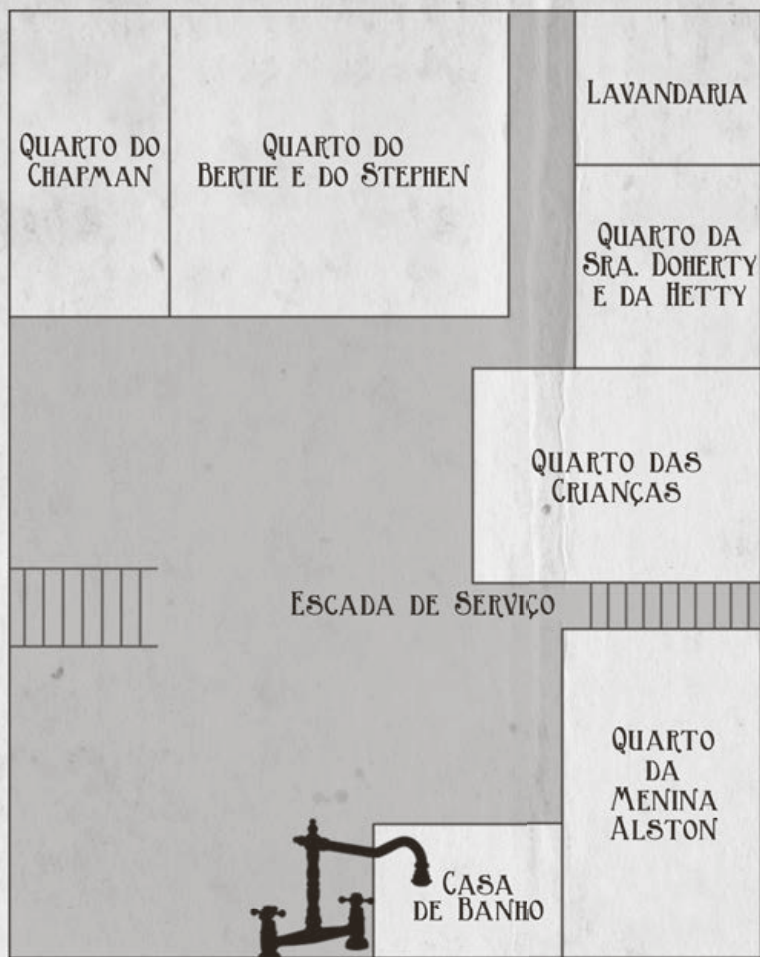 Quarto do
Chapman
Quarto do
Bertie e do Stephen
Lavandaria
Quarto da
Sra. Doherty
e da Hetty
Quarto das
Crianças
Escada de Serviço
Quarto
da
Menina
Alston
Casa
de Banho